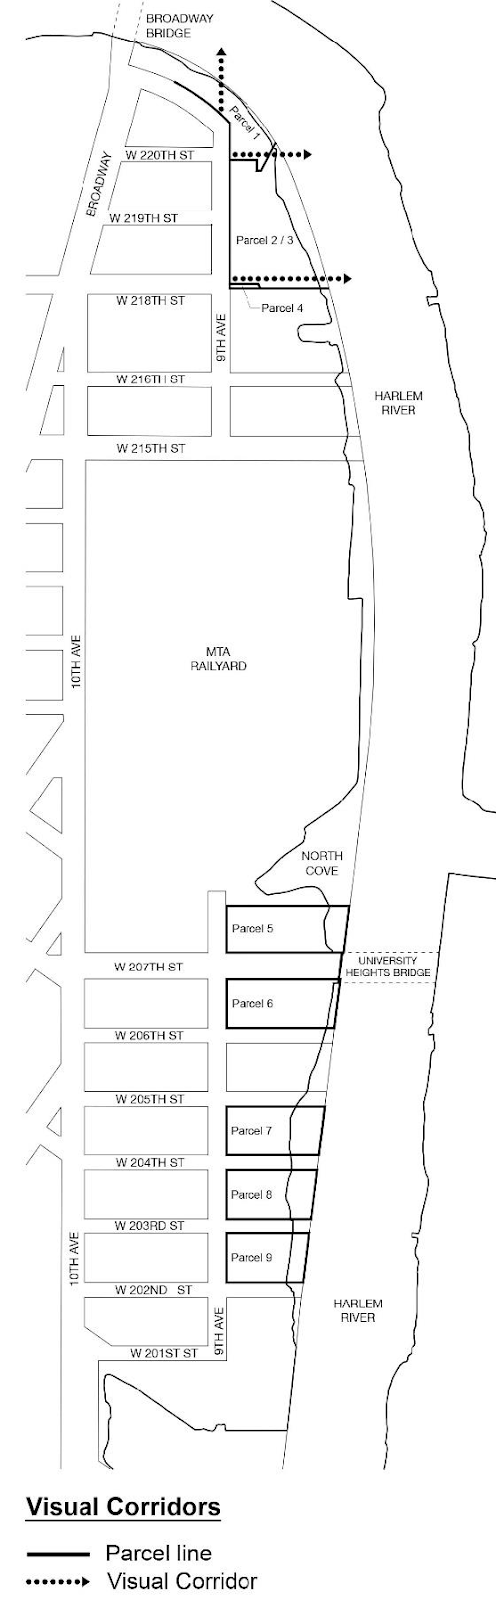 BROADWAY
BRIDGE
Parcel 1
W 220TH ST
BROADWAY
W 219TH ST
Parcel 2 / 3
W 218TH ST
Parcel 4
9TH AVE
W 216TH ST
HARLEM
RIVER
W 215TH ST
10TH AVE
MTA
RAILYARD
NORTH
COVE
Parcel 5
W 207TH ST
UNIVERSITY
HEIGHTS BRIDGE
Parcel 6
W 206TH ST
W 205TH ST
Parcel 7
W 204TH ST
Parcel 8
W 203RD ST
10TH AVE
Parcel 9
W 202ND ST
HARLEM
RIVER
9TH AVE
W 201ST ST
Visual Corridors
Parcel line
Visual Corridor